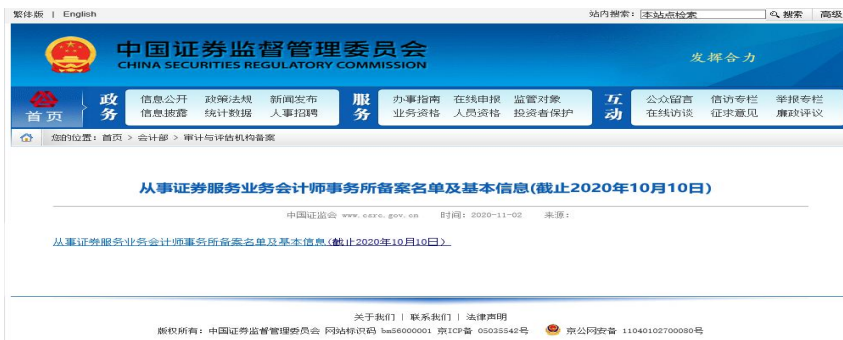 繁体版 | English 站内搜索: 本站点检索 搜索 高级
中国证券监督管理委员会
CHINA SECURITIES REGULATORY COMMISSION
发挥合力
首页
政务
信息公开 政策法规 新闻发布
信息披露 统计数据 人事招聘
服务
办事指南 在线申报 监管对象
业务资格 人员资格 投资者保护
互动
公众留言 信访专栏 举报专栏
在线访谈 征求意见 廉政评议
您的位置: 首页 > 会计部 > 审计与评估机构备案
从事证券服务业务会计师事务所备案名单及基本信息(截止2020年10月10日)
中国证监会 www.csrc.gov.cn 时间: 2020-11-02 来源:
从事证券服务业务会计师事务所备案名单及基本信息(截止2020年10月10日)
关于我们 | 联系我们 | 法律声明
版权所有: 中国证券监督管理委员会 网站标识码 bm56000001 京ICP备 05035542号 京公网安备 11040102700080号